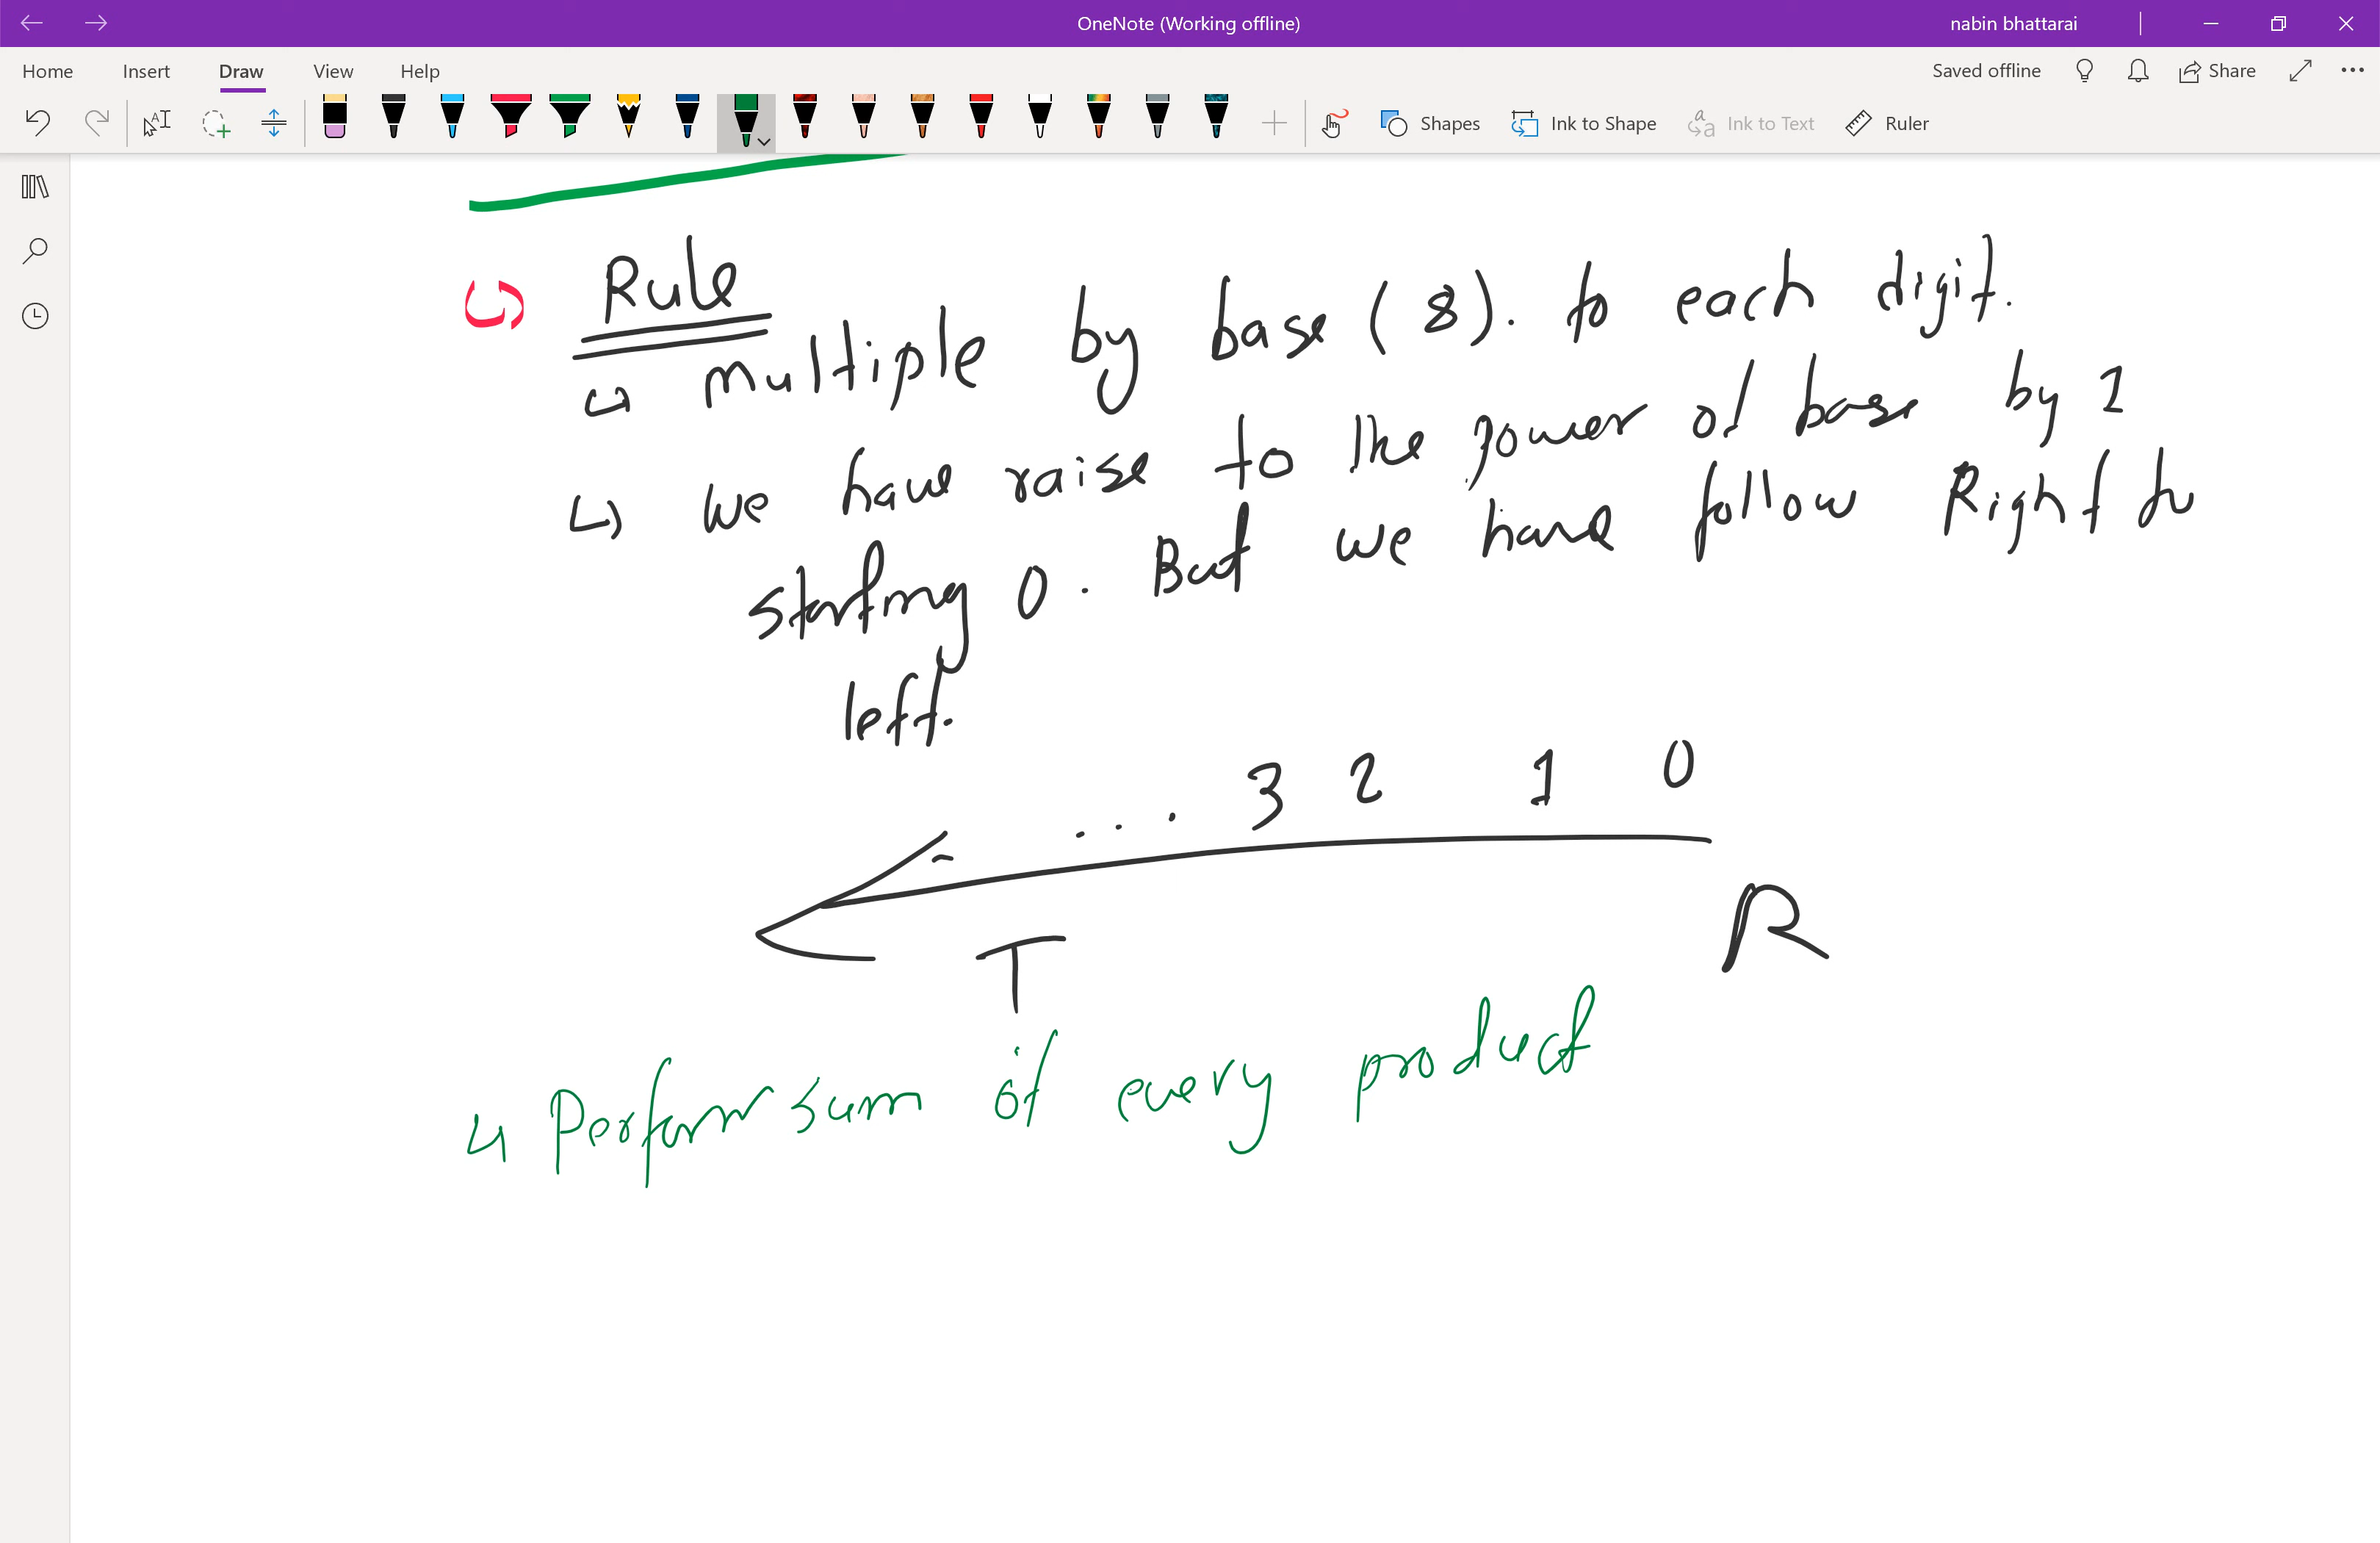 OneNote (Working offline)
nabin bhattarai
Home Insert Draw View Help
Saved offline Share
Shapes Ink to Shape Ink to Text Ruler
Rule
multiple by base (8). to each digit.
we have raise to the power of base by 1
starting 0. But we have follow Right to
left.
... 3 2 1 0
R
T
Perform sum of every product